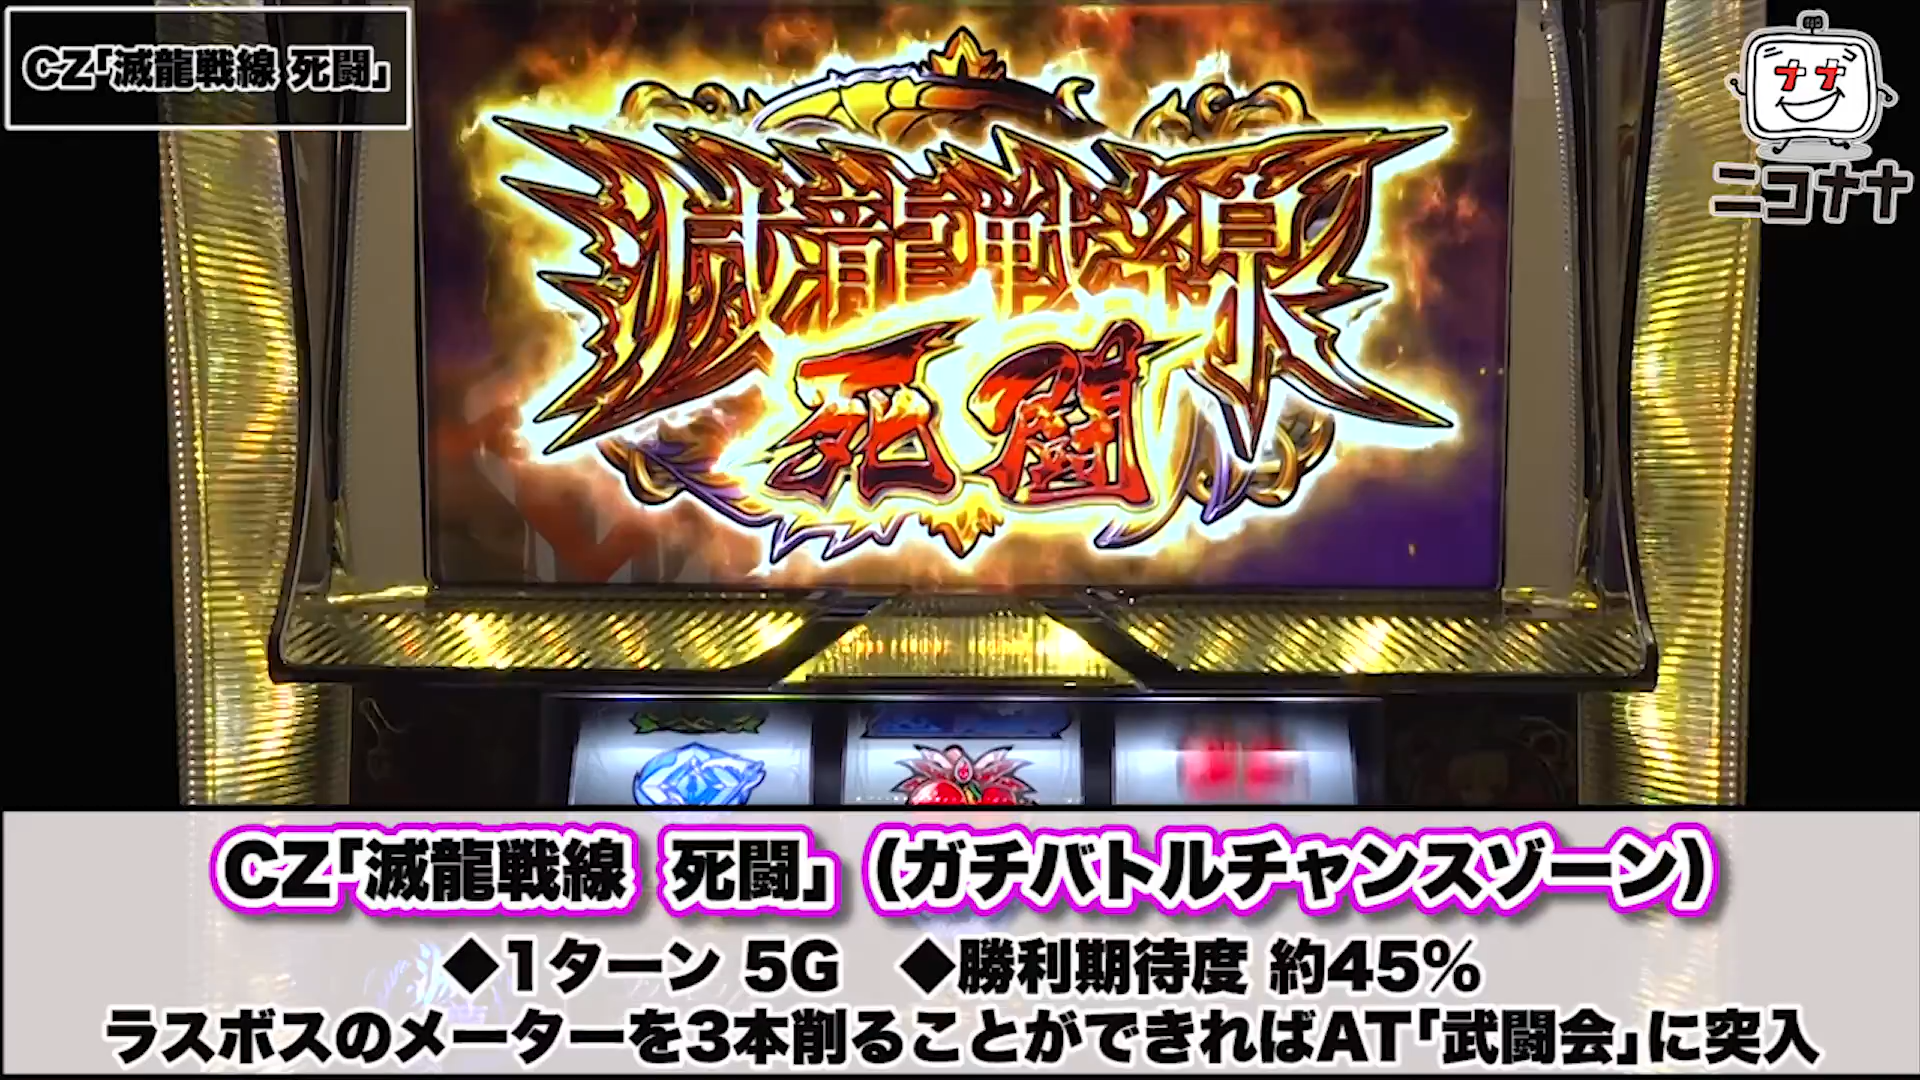 CZ「滅龍戦線 死闘」
ナナ
ニコナナ
滅龍戦線
死闘
CZ「滅龍戦線 死闘」(ガチバトルチャンスゾーン)
◆1ターン 5G ◆勝利期待度 約45%
ラスボスのメーターを3本削ることができればAT「武闘会」に突入